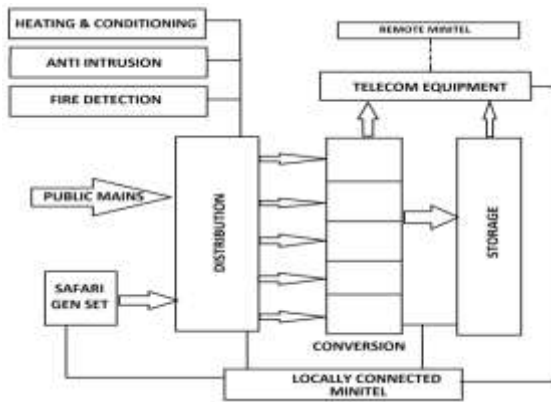 HEATING & CONDITIONING
REMOTE MINITEL
ANTI INTRUSION
TELECOM EQUIPMENT
FIRE DETECTION
PUBLIC MAINS
DISTRIBUTION
STORAGE
SAFARI
GEN SET
CONVERSION
LOCALLY CONNECTED
MINITEL